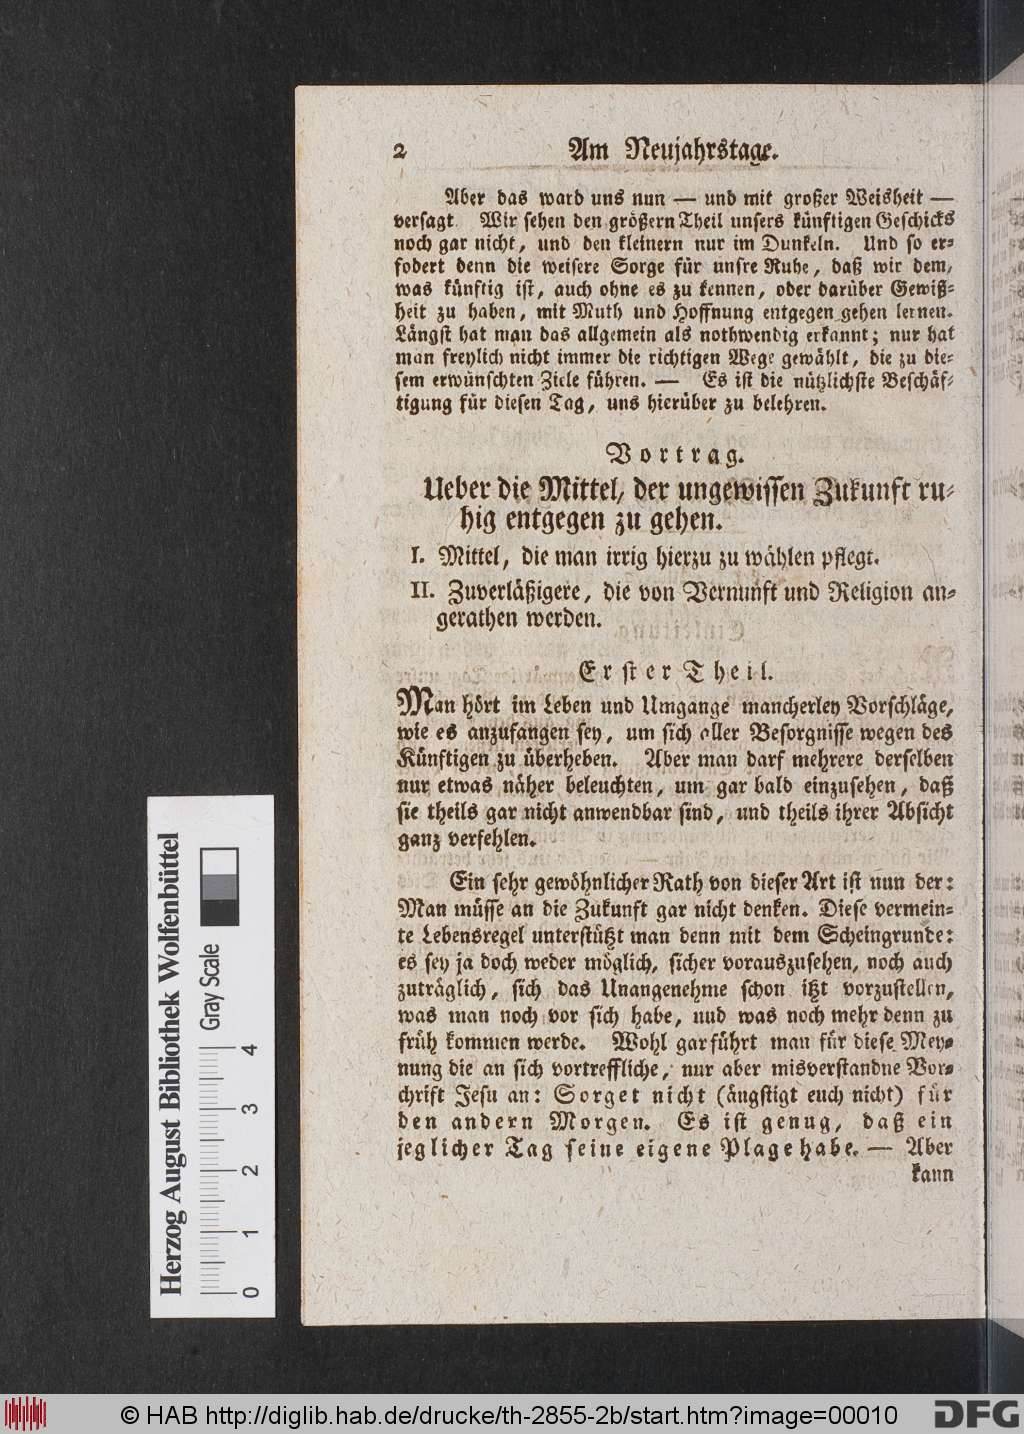 2 Am Neujahrstage.
Aber das ward uns nun — und mit großer Weisheit —
versagt. Wir sehen den größern Theil unsers künftigen Geschicks
noch gar nicht, und den kleinern nur im Dunkeln. Und so er-
fodert denn die weisere Sorge für unsre Ruhe, daß wir dem,
was künftig ist, auch ohne es zu kennen, oder darüber Gewiß-
heit zu haben, mit Muth und Hoffnung entgegen gehen lernen.
Längst hat man das allgemein als nothwendig erkannt; nur hat
man freylich nicht immer die richtigen Wege gewählt, die zu die-
sem erwünschten Ziele führen. — Es ist die nützlichste Beschäf-
tigung für diesen Tag, uns hierüber zu belehren.
Vortrag.
Ueber die Mittel, der ungewissen Zukunft ru-
hig entgegen zu gehen.
I. Mittel, die man irrig hierzu zu wählen pflegt.
II. Zuverläßigere, die von Vernunft und Religion an-
gerathen werden.
Erster Theil.
Man hört im Leben und Umgange mancherley Vorschläge,
wie es anzufangen sey, um sich aller Besorgnisse wegen des
Künftigen zu überheben. Aber man darf mehrere derselben
nur etwas näher beleuchten, um gar bald einzusehen, daß
sie theils gar nicht anwendbar sind, und theils ihrer Absicht
ganz verfehlen.
Ein sehr gewöhnlicher Rath von dieser Art ist nun der:
Man müsse an die Zukunft gar nicht denken. Diese vermein-
te Lebensregel unterstützt man denn mit dem Scheingrunde:
es sey ja doch weder möglich, sicher vorauszusehen, noch auch
zuträglich, sich das Unangenehme schon itzt vorzustellen,
was man noch vor sich habe, und was noch mehr denn zu
früh kommen werde. Wohl gar führt man für diese Mey-
nung die an sich vortreffliche, nur aber misverstandne Vor-
schrift Jesu an: Sorget nicht (ängstigt euch nicht) für
den andern Morgen. Es ist genug, daß ein
jeglicher Tag seine eigene Plage habe. — Aber
kann
Herzog August Bibliothek Wolfenbüttel
Gray Scale
0 1 2 3 4
© HAB http://diglib.hab.de/drucke/th-2855-2b/start.htm?image=00010
DFG